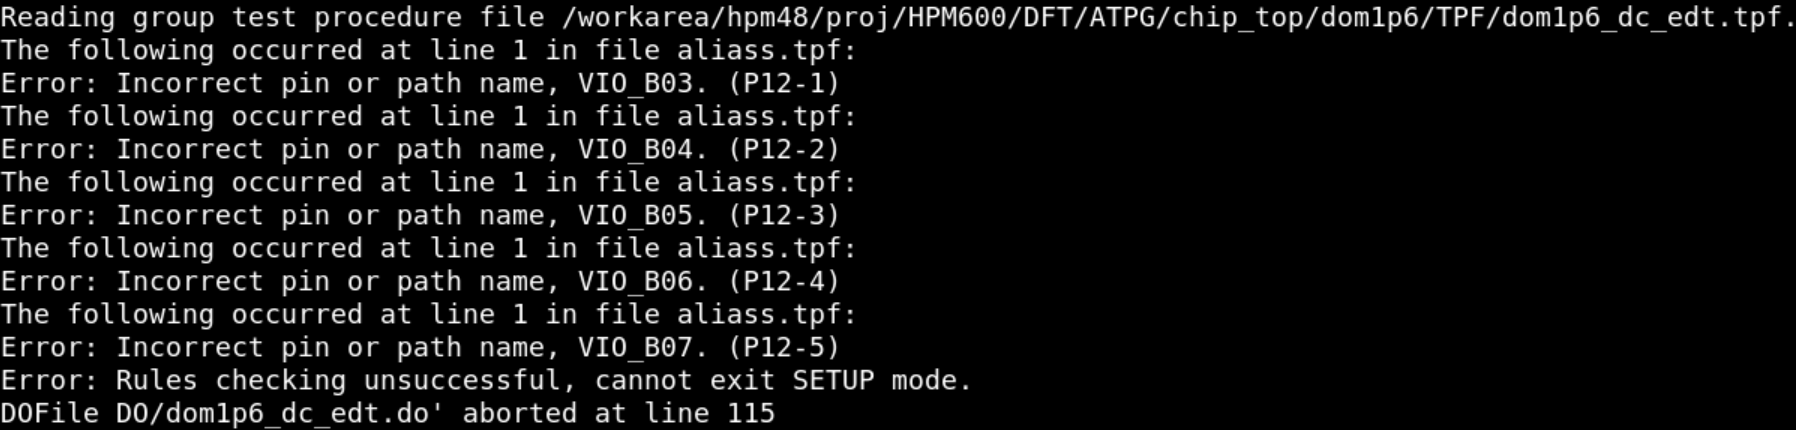 Reading group test procedure file /workarea/hpm48/proj/HPM600/DFT/ATPG/chip_top/dom1p6/TPF/dom1p6_dc_edt.tpf.
The following occurred at line 1 in file aliass.tpf:
Error: Incorrect pin or path name, VIO_B03. (P12-1)
The following occurred at line 1 in file aliass.tpf:
Error: Incorrect pin or path name, VIO_B04. (P12-2)
The following occurred at line 1 in file aliass.tpf:
Error: Incorrect pin or path name, VIO_B05. (P12-3)
The following occurred at line 1 in file aliass.tpf:
Error: Incorrect pin or path name, VIO_B06. (P12-4)
The following occurred at line 1 in file aliass.tpf:
Error: Incorrect pin or path name, VIO_B07. (P12-5)
Error: Rules checking unsuccessful, cannot exit SETUP mode.
DOFile DO/dom1p6_dc_edt.do' aborted at line 115